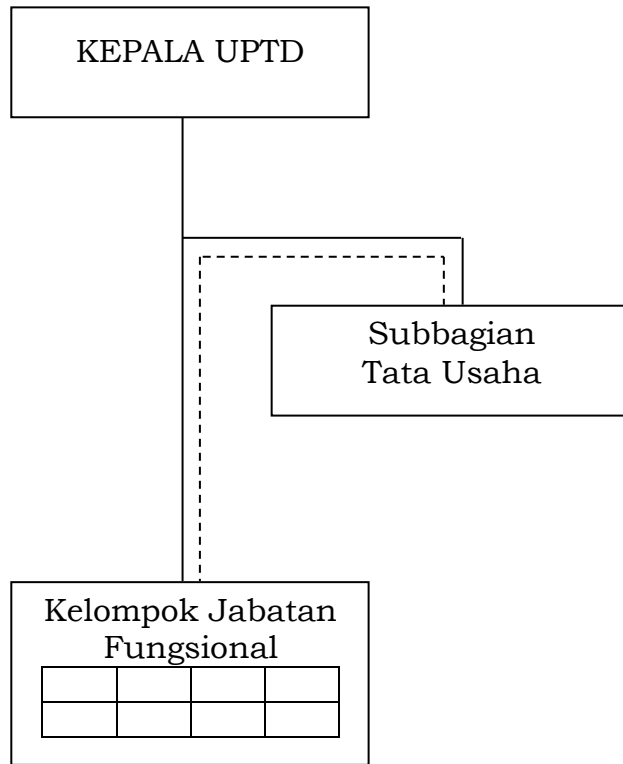 KEPALA UPTD
Subbagian
Tata Usaha
Kelompok Jabatan
Fungsional